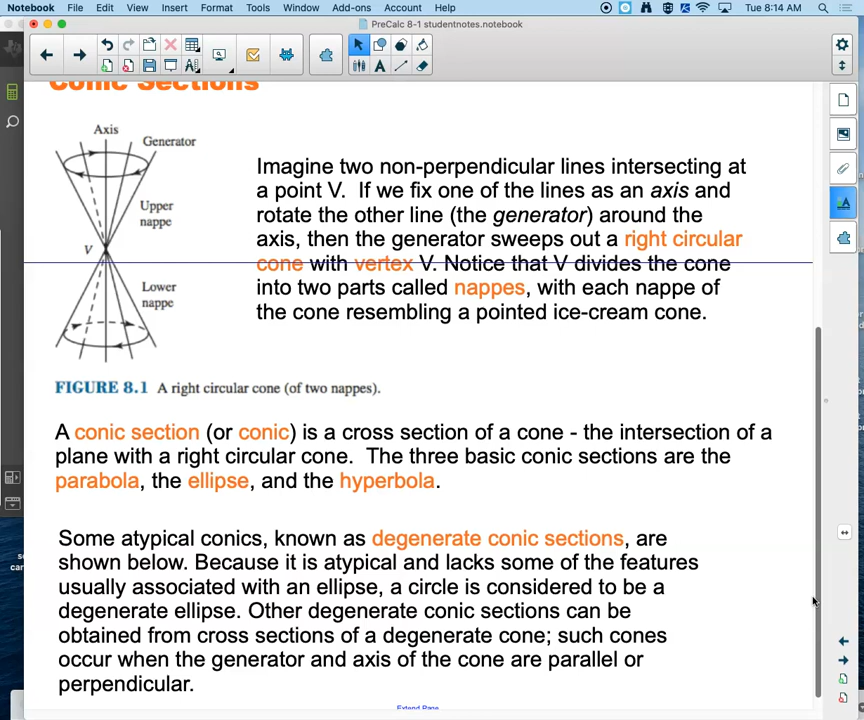 Notebook File Edit View Insert Format Tools Window Add-ons Account Help Tue 8:14 AM
PreCalc 8-1 studentnotes.notebook
Conic Sections
Axis
Generator
Upper
nappe
V
Lower
nappe
FIGURE 8.1 A right circular cone (of two nappes).
Imagine two non-perpendicular lines intersecting at
a point V. If we fix one of the lines as an axis and
rotate the other line (the generator) around the
axis, then the generator sweeps out a right circular
cone with vertex V. Notice that V divides the cone
into two parts called nappes, with each nappe of
the cone resembling a pointed ice-cream cone.
A conic section (or conic) is a cross section of a cone - the intersection of a
plane with a right circular cone. The three basic conic sections are the
parabola, the ellipse, and the hyperbola.
Some atypical conics, known as degenerate conic sections, are
shown below. Because it is atypical and lacks some of the features
usually associated with an ellipse, a circle is considered to be a
degenerate ellipse. Other degenerate conic sections can be
obtained from cross sections of a degenerate cone; such cones
occur when the generator and axis of the cone are parallel or
perpendicular.
Extend Page